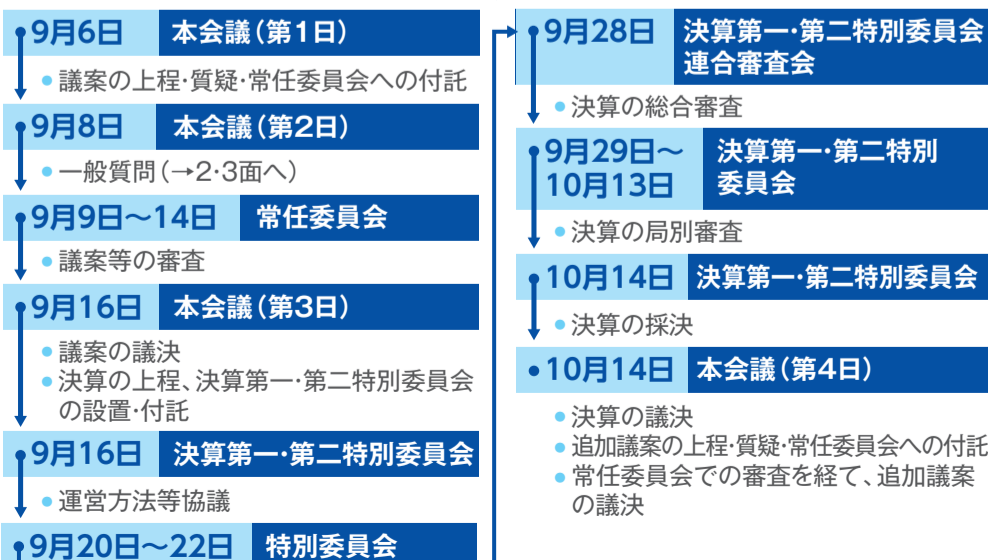 9月6日 本会議(第1日)
●議案の上程・質疑・常任委員会への付託
9月8日 本会議(第2日)
●一般質問(→2・3面へ)
9月9日～14日 常任委員会
●議案等の審査
9月16日 本会議(第3日)
●議案の議決
●決算の上程、決算第一・第二特別委員会
の設置・付託
9月16日 決算第一・第二特別委員会
●運営方法等協議
9月20日～22日 特別委員会
9月28日 決算第一・第二特別委員会
連合審査会
●決算の総合審査
9月29日～
10月13日
決算第一・第二特別
委員会
●決算の局別審査
10月14日 決算第一・第二特別委員会
●決算の採決
10月14日 本会議(第4日)
●決算の議決
●追加議案の上程・質疑・常任委員会への付託
●常任委員会での審査を経て、追加議案
の議決